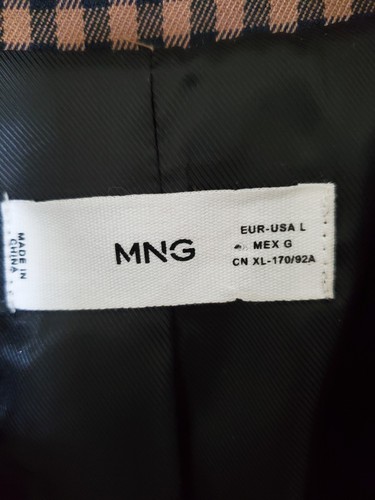 MADE IN
CHINA
MNG
EUR-USA L
MEX G
CN XL-170/92A